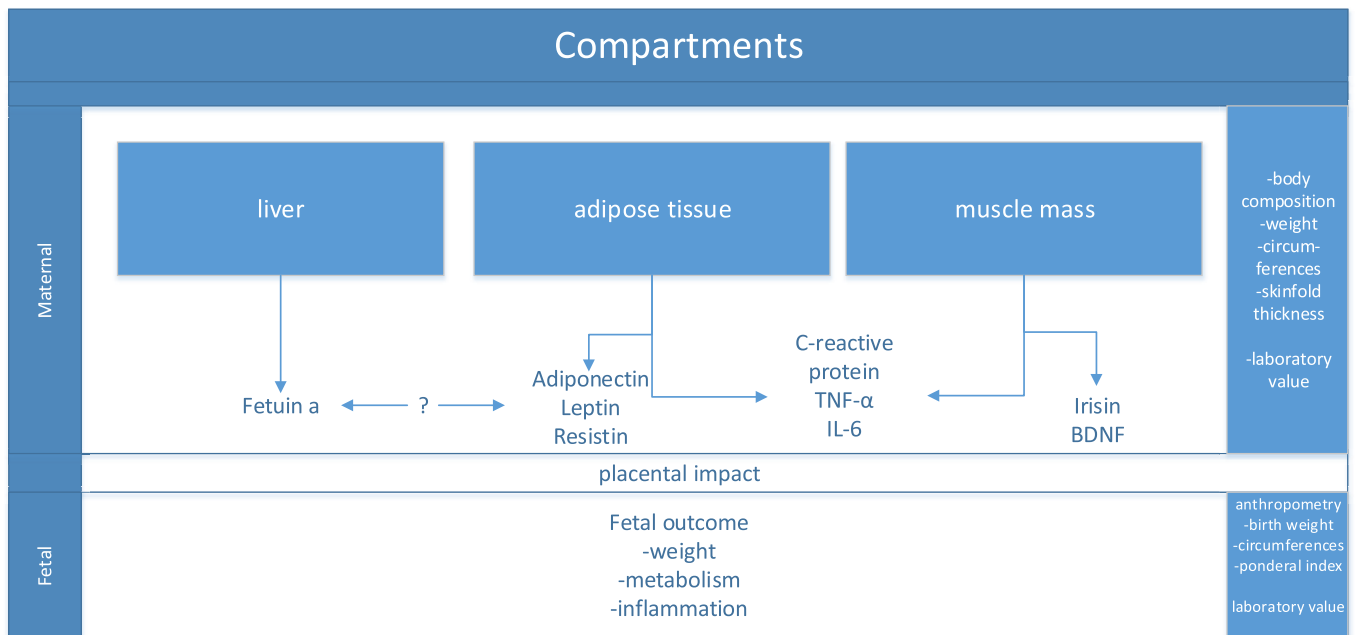 Compartments
Maternal
liver
adipose tissue
muscle mass
-body
composition
-weight
-circum-
ferences
-skinfold
thickness
-laboratory
value
Fetuin a
?
Adiponectin
Leptin
Resistin
C-reactive
protein
TNF-α
IL-6
Irisin
BDNF
placental impact
Fetal
Fetal outcome
-weight
-metabolism
-inflammation
anthropometry
-birth weight
-circumferences
-ponderal index
laboratory value